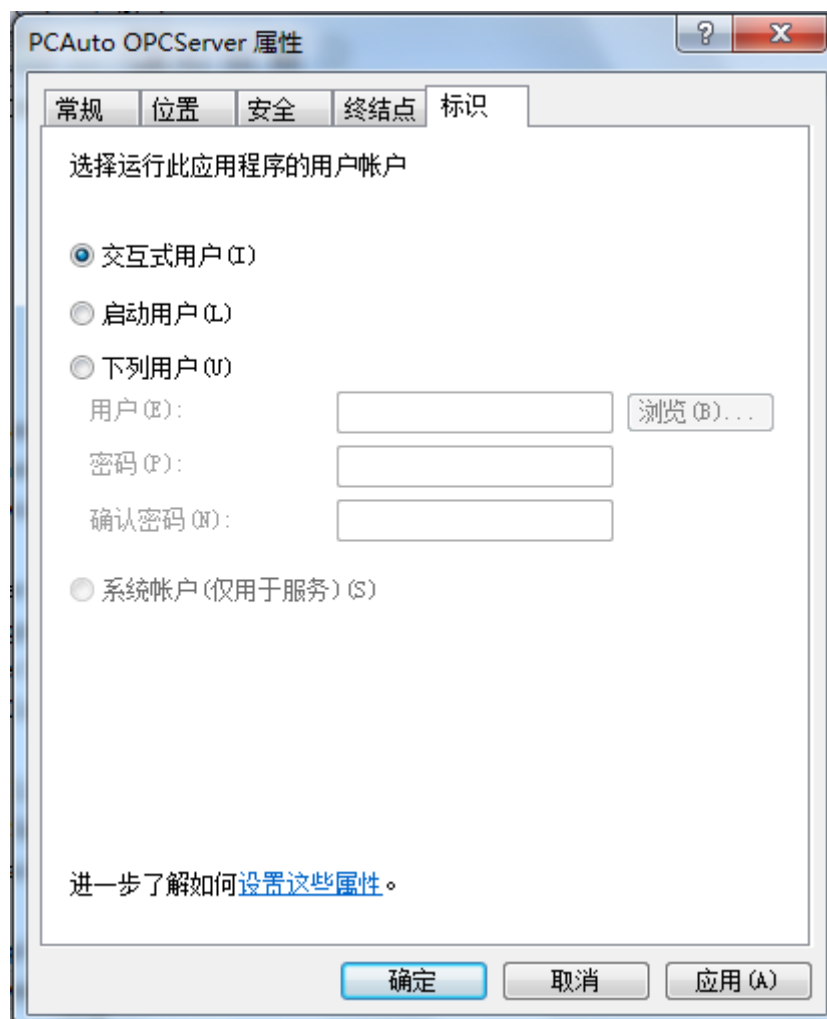 PCAuto OPCServer 属性
常规 位置 安全 终结点 标识
选择运行此应用程序的用户帐户
交互式用户(I)
启动用户(L)
下列用户(U)
用户(E):
浏览(B)...
密码(P):
确认密码(N):
系统帐户(仅用于服务)(S)
进一步了解如何设置这些属性。
确定 取消 应用(A)